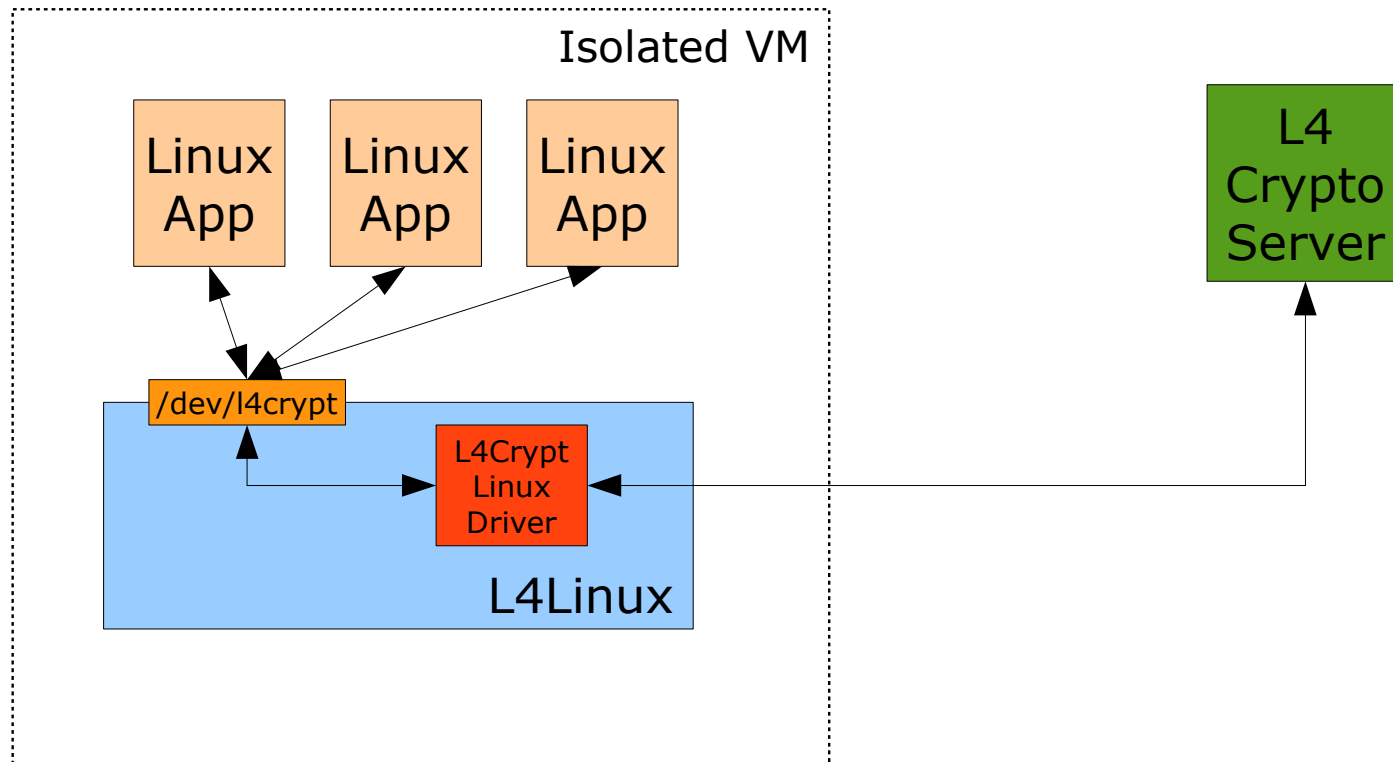 Isolated VM
Linux
App
Linux
App
Linux
App
L4
Crypto
Server
/dev/l4crypt
L4Crypt
Linux
Driver
L4Linux